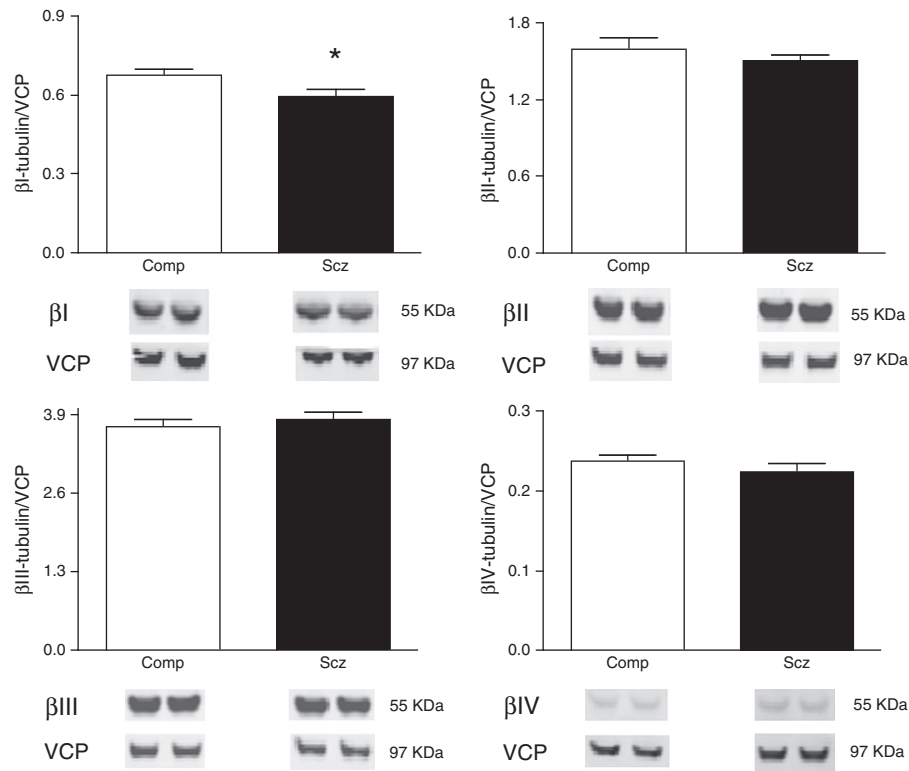 0.9
0.6
0.3
0.0
βI-tubulin/VCP
*
Comp Scz
βI 55 KDa
VCP 97 KDa
1.8
1.2
0.6
0.0
βII-tubulin/VCP
Comp Scz
βII 55 KDa
VCP 97 KDa
3.9
2.6
1.3
0.0
βIII-tubulin/VCP
Comp Scz
βIII 55 KDa
VCP 97 KDa
0.3
0.2
0.1
0.0
βIV-tubulin/VCP
Comp Scz
βIV 55 KDa
VCP 97 KDa